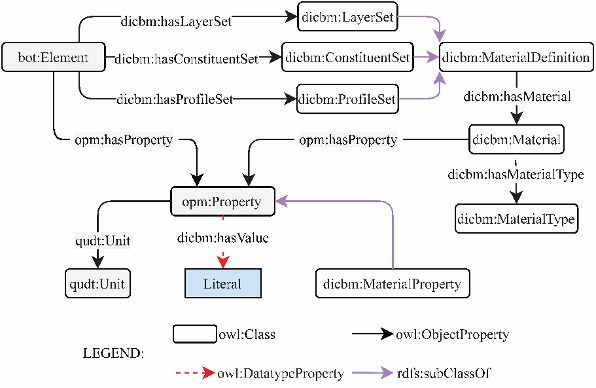 dicbm:hasLayerSet
dicbm:LayerSet
bot:Element
dicbm:hasConstituentSet
dicbm:ConstituentSet
dicbm:MaterialDefinition
dicbm:hasProfileSet
dicbm:ProfileSet
dicbm:hasMaterial
opm:hasProperty
opm:hasProperty
dicbm:Material
dicbm:hasMaterialType
opm:Property
dicbm:MaterialType
qudt:Unit
dicbm:hasValue
qudt:Unit
Literal
dicbm:MaterialProperty
owl:Class
owl:ObjectProperty
LEGEND:
owl:DatatypeProperty
rdfs:subClassOf